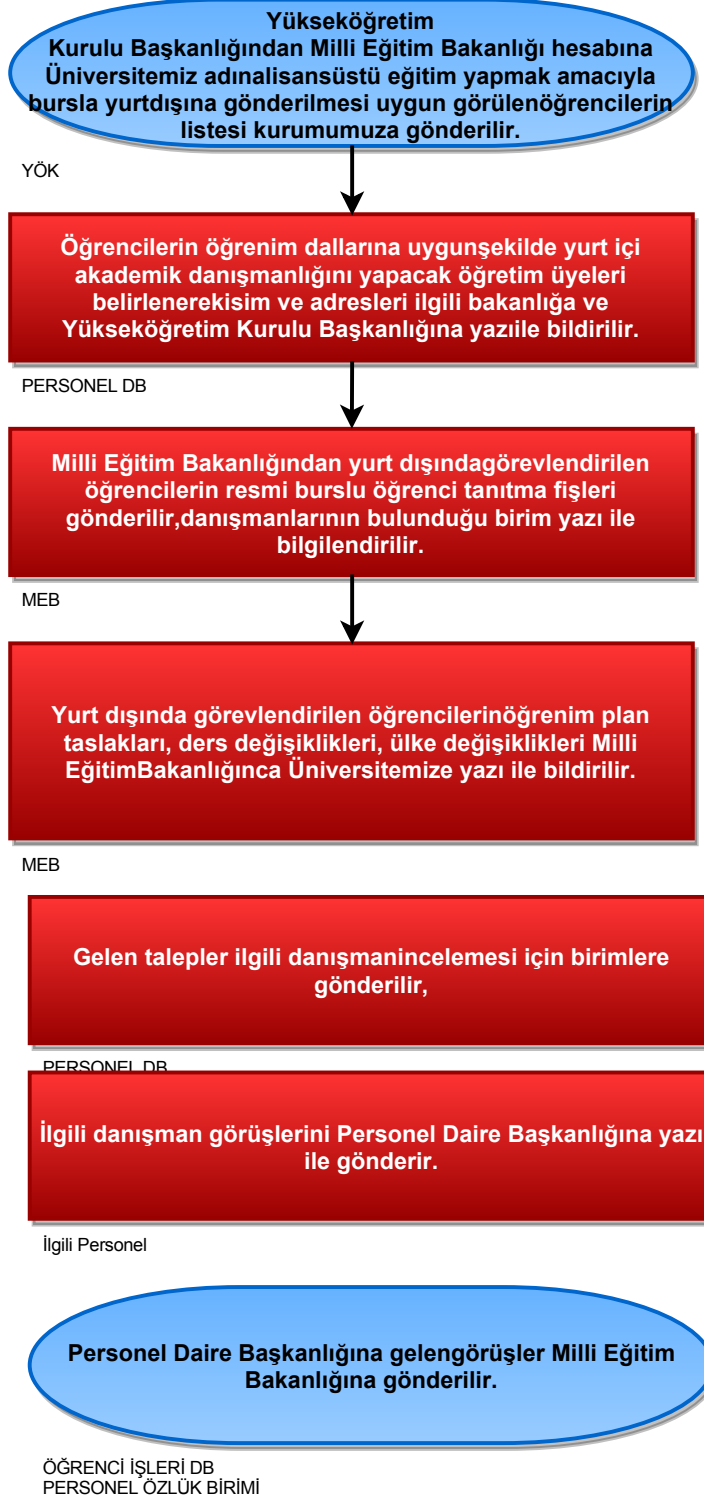 Yükseköğretim
Kurulu Başkanlığından Milli Eğitim Bakanlığı hesabına
Üniversitemiz adınalisansüstü eğitim yapmak amacıyla
bursla yurtdışına gönderilmesi uygun görülenöğrencilerin
listesi kurumumuza gönderilir.
YÖK
Öğrencilerin öğrenim dallarına uygunşekilde yurt içi
akademik danışmanlığını yapacak öğretim üyeleri
belirlenerekisim ve adresleri ilgili bakanlığa ve
Yükseköğretim Kurulu Başkanlığına yazıile bildirilir.
PERSONEL DB
Milli Eğitim Bakanlığından yurt dışındagörevlendirilen
öğrencilerin resmi burslu öğrenci tanıtma fişleri
gönderilir,danışmanlarının bulunduğu birim yazı ile
bilgilendirilir.
MEB
Yurt dışında görevlendirilen öğrencilerinöğrenim plan
taslakları, ders değişiklikleri, ülke değişiklikleri Milli
EğitimBakanlığınca Üniversitemize yazı ile bildirilir.
MEB
Gelen talepler ilgili danışmanincelemesi için birimlere
gönderilir,
PERSONEL DB
İlgili danışman görüşlerini Personel Daire Başkanlığına yazı
ile gönderir.
İlgili Personel
Personel Daire Başkanlığına gelengörüşler Milli Eğitim
Bakanlığına gönderilir.
ÖĞRENCİ İŞLERİ DB
PERSONEL ÖZLÜK BİRİMİ